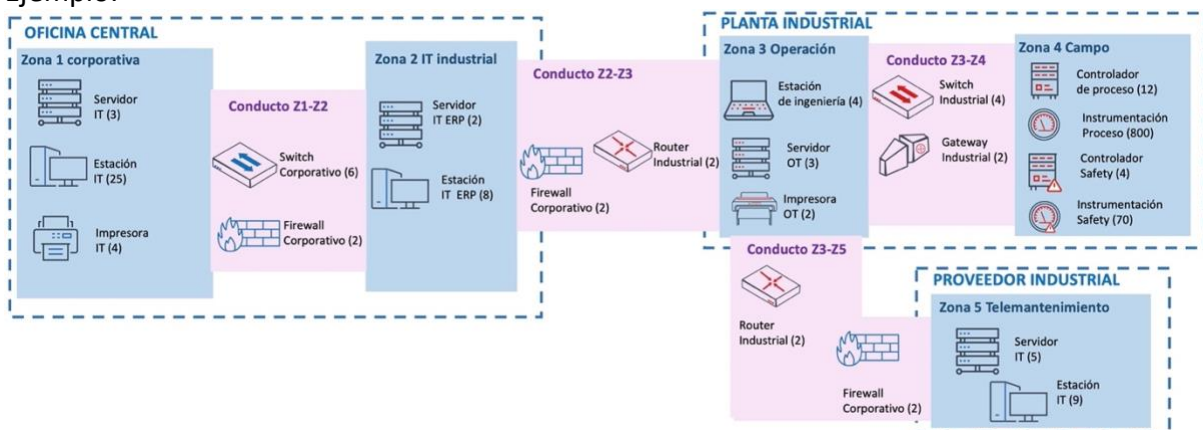 Ejemplo:
OFICINA CENTRAL
Zona 1 corporativa
Servidor
IT (3)
Estación
IT (25)
Impresora
IT (4)
Conducto Z1-Z2
Switch
Corporativo (6)
Firewall
Corporativo (2)
Zona 2 IT industrial
Servidor
IT ERP (2)
Estación
IT ERP (8)
Conducto Z2-Z3
Firewall
Corporativo (2)
Router
Industrial (2)
PLANTA INDUSTRIAL
Zona 3 Operación
Estación
de ingeniería (4)
Servidor
OT (3)
Impresora
OT (2)
Conducto Z3-Z4
Switch
Industrial (4)
Gateway
Industrial (2)
Zona 4 Campo
Controlador
de proceso (12)
Instrumentación
Proceso (800)
Controlador
Safety (4)
Instrumentación
Safety (70)
Conducto Z3-Z5
Router
Industrial (2)
Firewall
Corporativo (2)
PROVEEDOR INDUSTRIAL
Zona 5 Telemantenimiento
Servidor
IT (5)
Estación
IT (9)